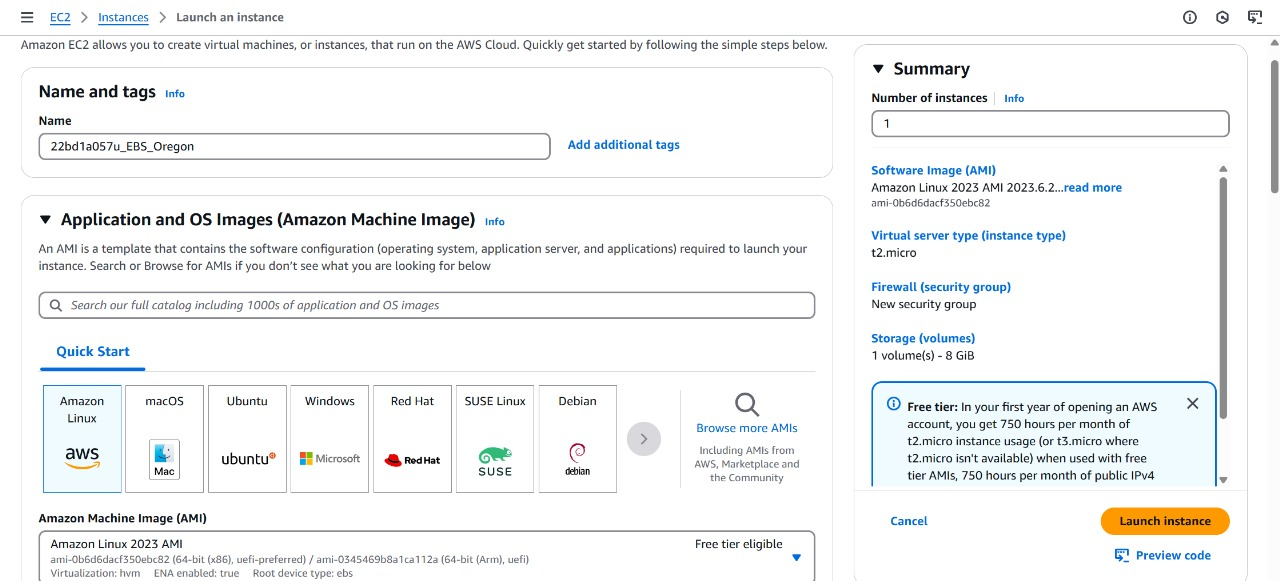 EC2 > Instances > Launch an instance
Amazon EC2 allows you to create virtual machines, or instances, that run on the AWS Cloud. Quickly get started by following the simple steps below.
Name and tags Info
Name
22bd1a057u_EBS_Oregon
Add additional tags
Application and OS Images (Amazon Machine Image) Info
An AMI is a template that contains the software configuration (operating system, application server, and applications) required to launch your
instance. Search or Browse for AMIs if you don’t see what you are looking for below
Search our full catalog including 1000s of application and OS images
Quick Start
Amazon
Linux
aws
macOS
Mac
Ubuntu
ubuntu
Windows
Microsoft
Red Hat
Red Hat
SUSE Linux
SUSE
Debian
debian
Browse more AMIs
Including AMIs from
AWS, Marketplace and
the Community
Amazon Machine Image (AMI)
Amazon Linux 2023 AMI
Free tier eligible
ami-0b6d6dacf350ebc82 (64-bit (x86), uefi-preferred) / ami-0345469b8a1ca112a (64-bit (Arm), uefi)
Virtualization: hvm ENA enabled: true Root device type: ebs
Summary
Number of instances Info
1
Software Image (AMI)
Amazon Linux 2023 AMI 2023.6.2...read more
ami-0b6d6dacf350ebc82
Virtual server type (instance type)
t2.micro
Firewall (security group)
New security group
Storage (volumes)
1 volume(s) - 8 GiB
Free tier: In your first year of opening an AWS
account, you get 750 hours per month of
t2.micro instance usage (or t3.micro where
t2.micro isn't available) when used with free
tier AMIs, 750 hours per month of public IPv4
Cancel
Launch instance
Preview code